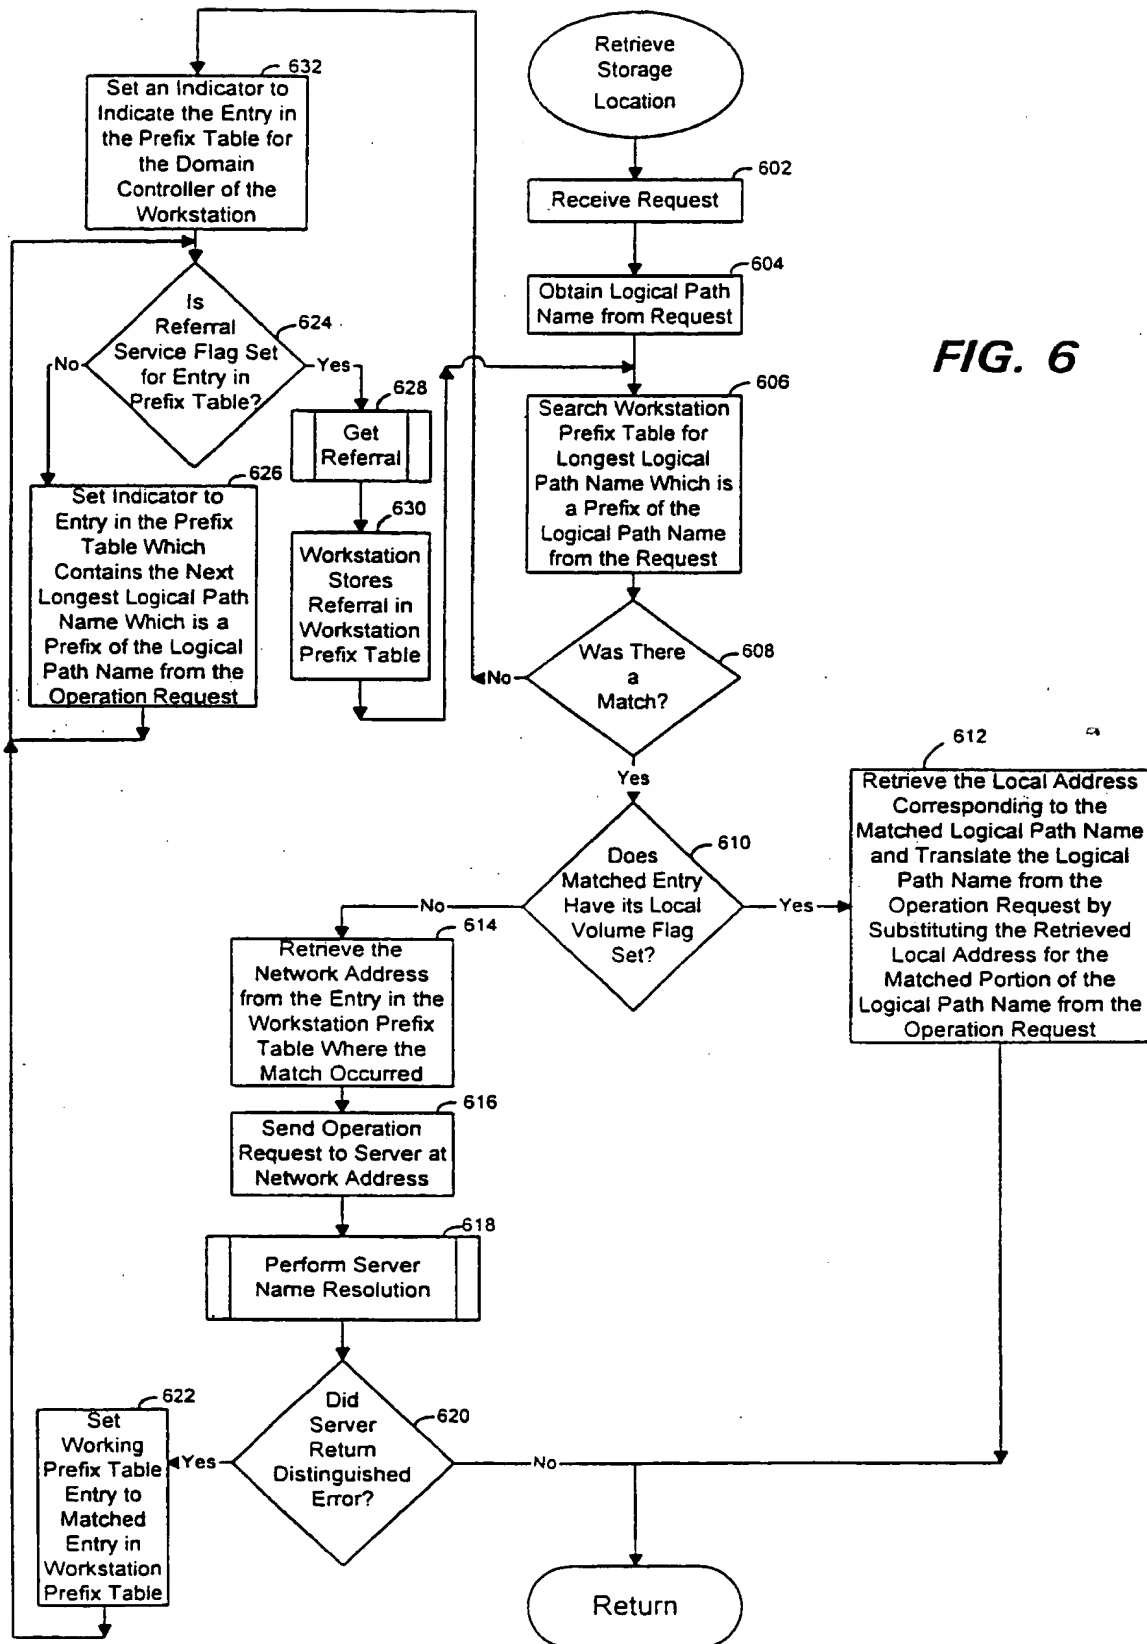 Retrieve
Storage
Location
602
Receive Request
604
Obtain Logical Path
Name from Request
FIG. 6
606
Search Workstation
Prefix Table for
Longest Logical
Path Name Which is
a Prefix of the
Logical Path Name
from the Request
608
Was There
a
Match?
No
Yes
632
Set an Indicator to
Indicate the Entry in
the Prefix Table for
the Domain
Controller of the
Workstation
624
Is
Referral
Service Flag Set
for Entry in
Prefix Table?
No
Yes
628
Get
Referral
626
Set Indicator to
Entry in the Prefix
Table Which
Contains the Next
Longest Logical Path
Name Which is a
Prefix of the Logical
Path Name from the
Operation Request
630
Workstation
Stores
Referral in
Workstation
Prefix Table
610
Does
Matched Entry
Have its Local
Volume Flag
Set?
No
Yes
612
Retrieve the Local Address
Corresponding to the
Matched Logical Path Name
and Translate the Logical
Path Name from the
Operation Request by
Substituting the Retrieved
Local Address for the
Matched Portion of the
Logical Path Name from the
Operation Request
614
Retrieve the
Network Address
from the Entry in the
Workstation Prefix
Table Where the
Match Occurred
616
Send Operation
Request to Server at
Network Address
618
Perform Server
Name Resolution
620
Did
Server
Return
Distinguished
Error?
Yes
No
622
Set
Working
Prefix Table
Entry to
Matched
Entry in
Workstation
Prefix Table
Return